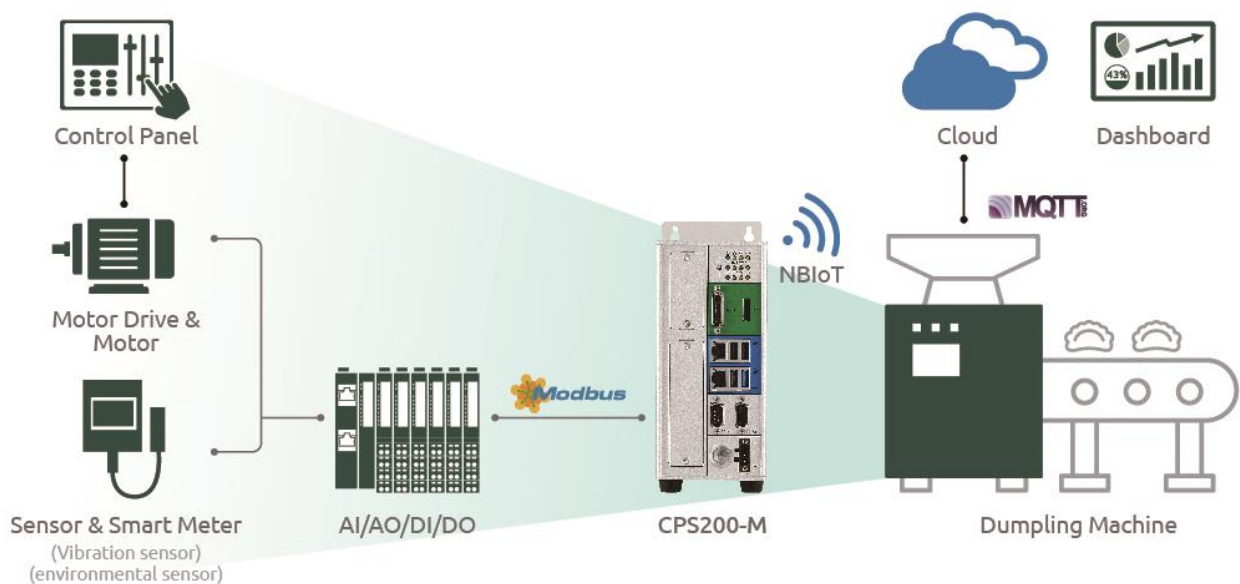 Control Panel
Motor Drive &
Motor
Sensor & Smart Meter
(Vibration sensor)
(environmental sensor)
AI/AO/DI/DO
Modbus
CPS200-M
NBIoT
Cloud
43%
Dashboard
MQTT.ORG
Dumpling Machine